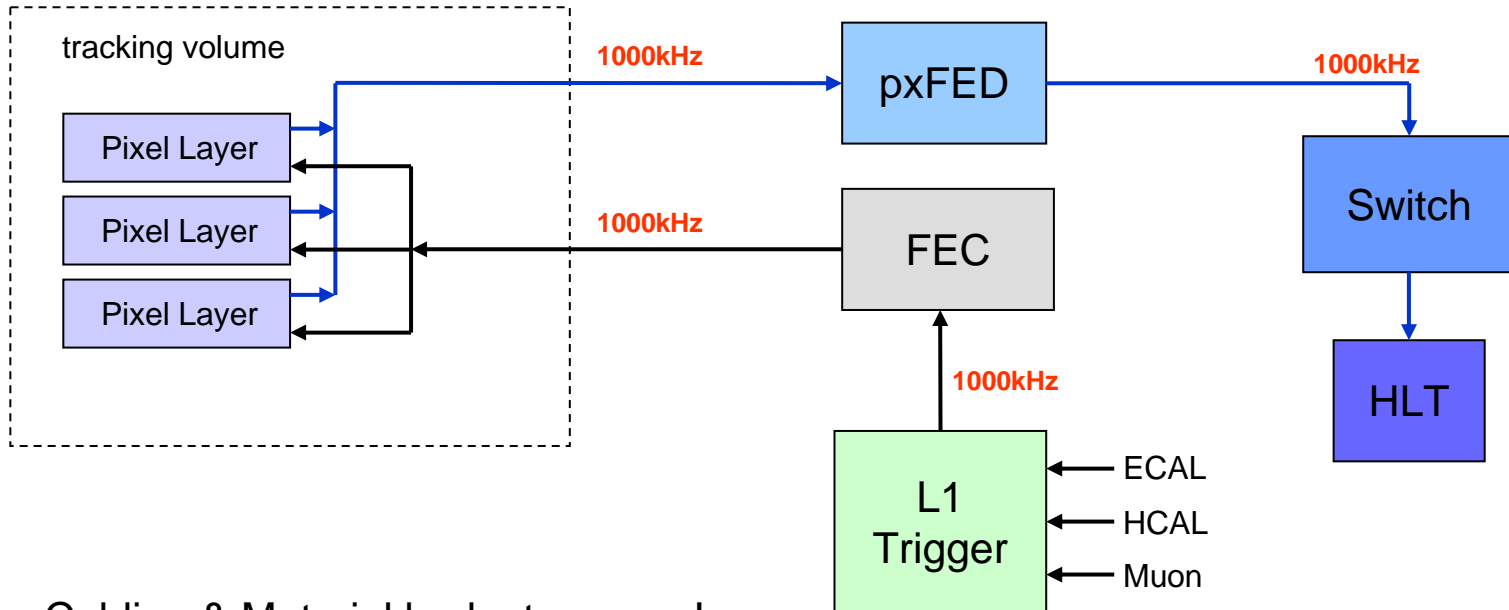 tracking volume
1000kHz
pxFED
1000kHz
Pixel Layer
Pixel Layer
Pixel Layer
1000kHz
FEC
Switch
1000kHz
HLT
L1
Trigger
ECAL
HCAL
Muon